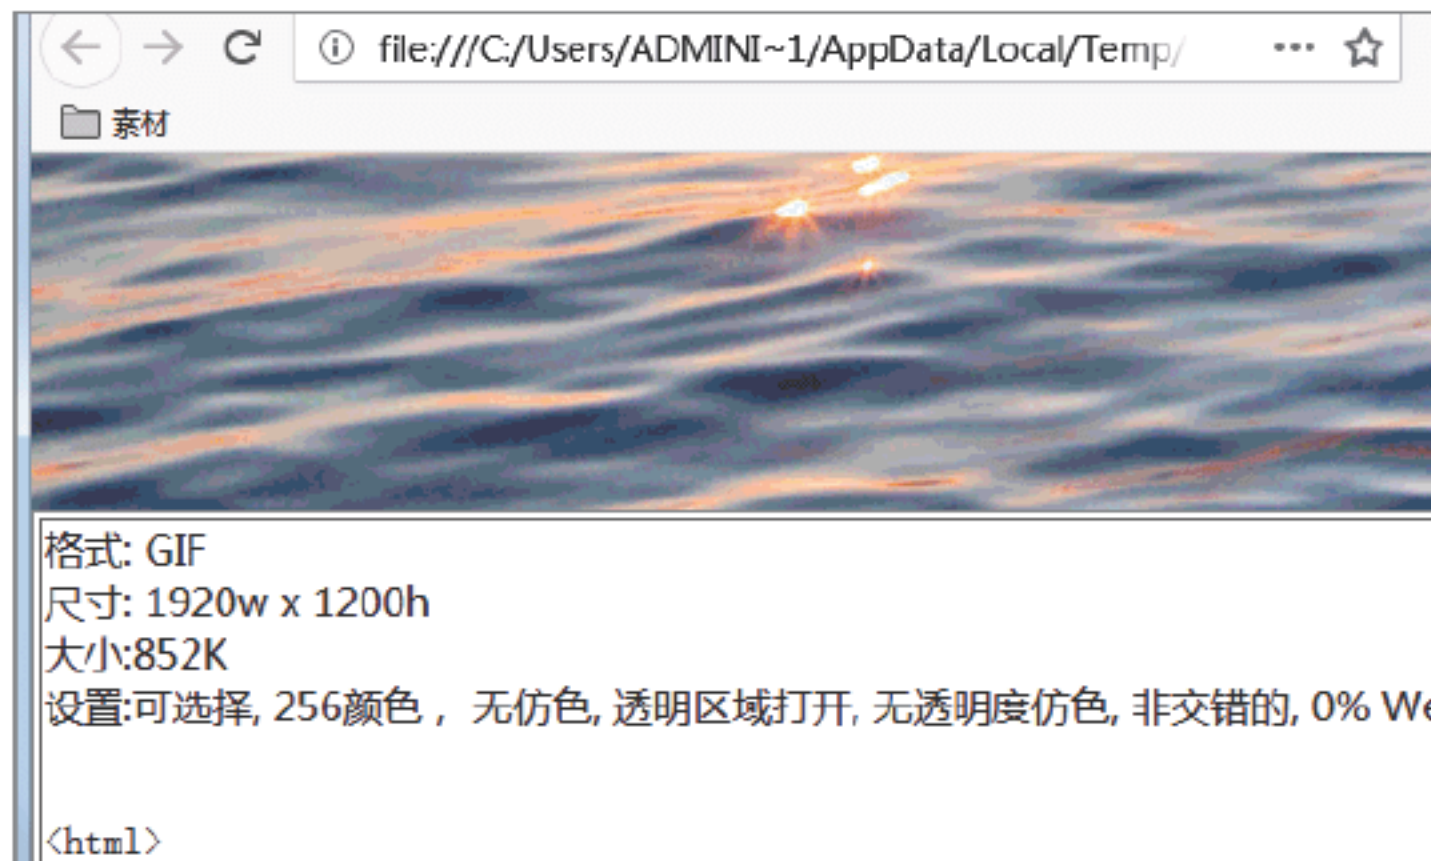 file:///C:/Users/ADMINI~1/AppData/Local/Temp/
素材
格式: GIF
尺寸: 1920w x 1200h
大小:852K
设置:可选择, 256颜色 , 无仿色, 透明区域打开, 无透明度仿色, 非交错的, 0% We
<html>